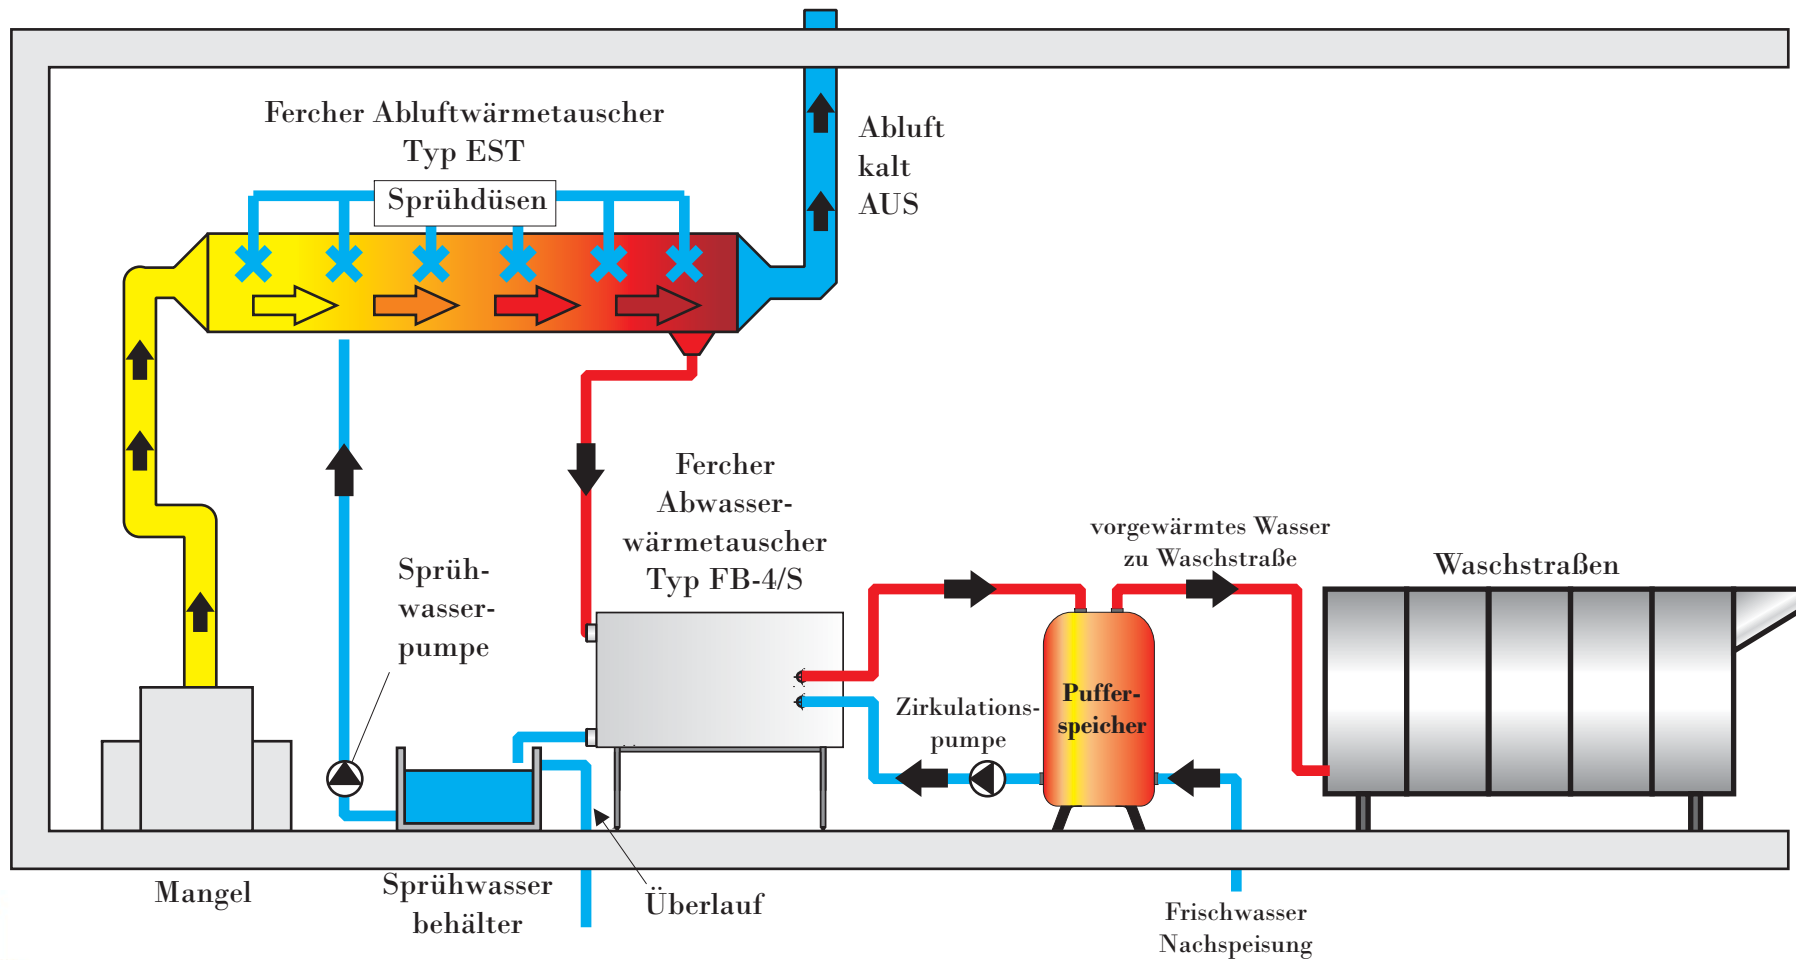 Fercher Abluftwärmetauscher
Typ EST
Sprühdüsen
Abluft
kalt
AUS
Fercher
Abwasser-
wärmetauscher
Typ FB-4/S
Sprüh-
wasser-
pumpe
vorgewärmtes Wasser
zu Waschstraße
Waschstraßen
Zirkulations-
pumpe
Puffer-
speicher
Mangel
Sprühwasser
behälter
Überlauf
Frischwasser
Nachspeisung